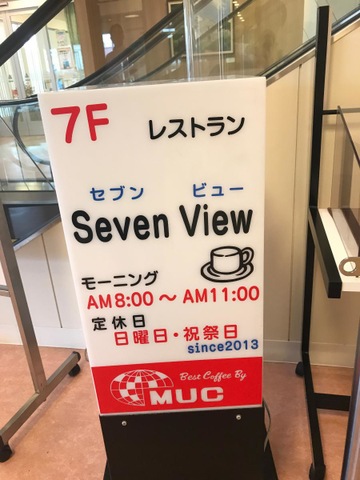 7F レストラン
セブン ビュー
Seven View
モーニング
AM8:00 〜 AM11:00
定休日
日曜日・祝祭日
since2013
Best Coffee By
MUC